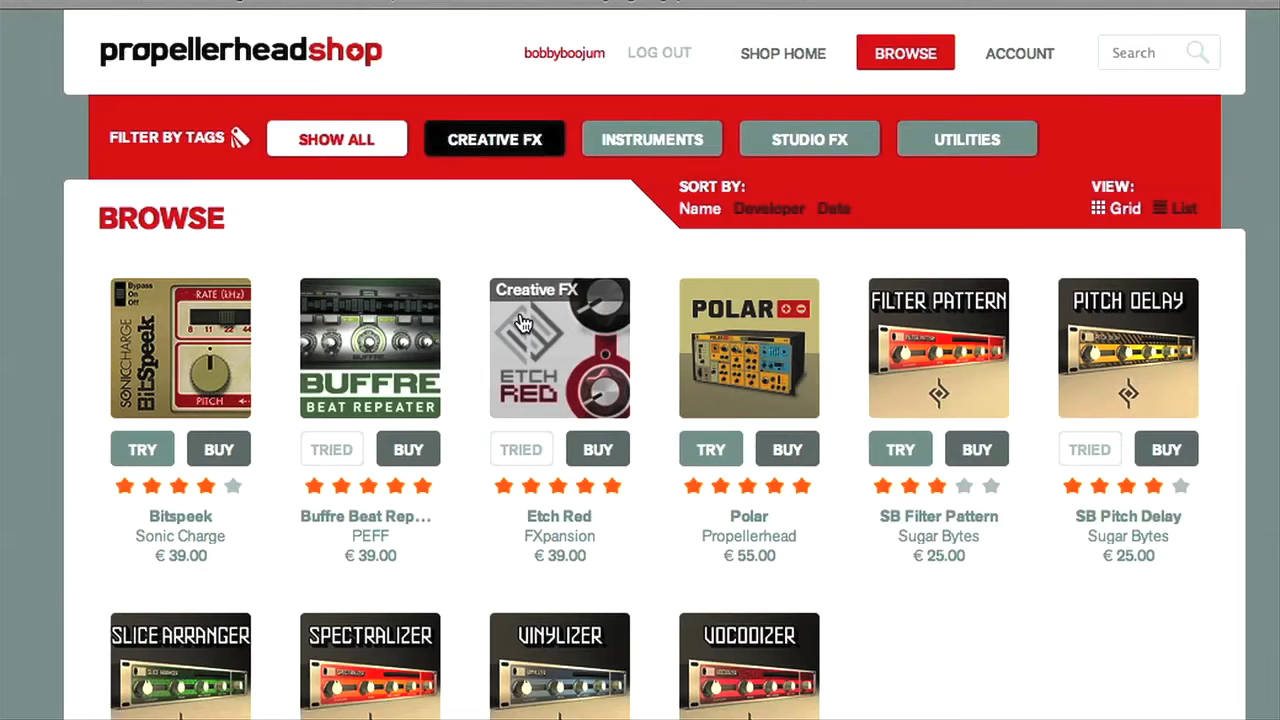 propellerheadshop
bobbyboojum LOG OUT SHOP HOME BROWSE ACCOUNT Search
FILTER BY TAGS SHOW ALL CREATIVE FX INSTRUMENTS STUDIO FX UTILITIES
SORT BY: VIEW:
Name Developer Date Grid List
BROWSE
Bypass
On
Off
RATE (kHz)
8 11 22 44
SONICCHARGE
BitSpeek
PITCH
BUFFRE
BUFFRE
BEAT REPEATER
Creative FX
ETCH
RED
POLAR
FILTER PATTERN
PITCH DELAY
TRY BUY TRIED BUY TRIED BUY TRY BUY TRY BUY TRIED BUY
Bitspeek Buffre Beat Rep... Etch Red Polar SB Filter Pattern SB Pitch Delay
Sonic Charge PEFF FXpansion Propellerhead Sugar Bytes Sugar Bytes
€ 39.00 € 39.00 € 39.00 € 55.00 € 25.00 € 25.00
SLICE ARRANGER SPECTRALIZER VINYLIZER VOCODIZER